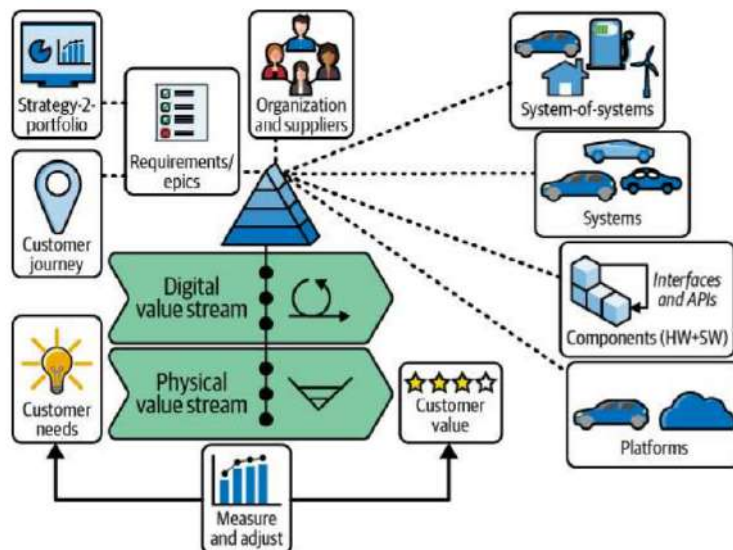 Strategy-2-
portfolio
Requirements/
epics
Organization
and suppliers
System-of-systems
Customer
journey
Systems
Digital
value stream
Interfaces
and APIs
Components (HW+SW)
Customer
needs
Physical
value stream
Customer
value
Platforms
Measure
and adjust